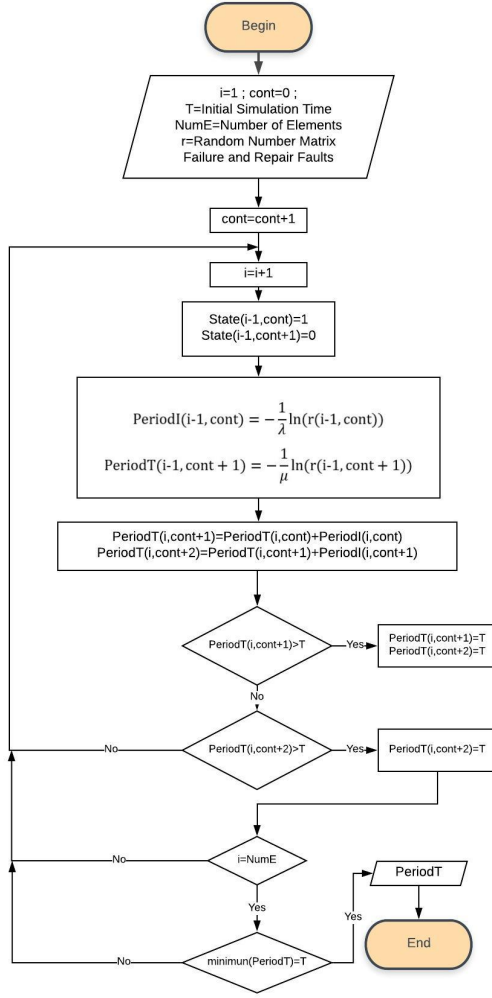 Begin
i=1 ; cont=0 ;
T=Initial Simulation Time
NumE=Number of Elements
r=Random Number Matrix
Failure and Repair Faults
cont=cont+1
i=i+1
State(i-1,cont)=1
State(i-1,cont+1)=0
PeriodI(i-1, cont) = −1/λ ln(r(i-1, cont))
PeriodT(i-1, cont + 1) = −1/μ ln(r(i-1, cont + 1))
PeriodT(i,cont+1)=PeriodT(i,cont)+PeriodI(i,cont)
PeriodT(i,cont+2)=PeriodT(i,cont+1)+PeriodI(i,cont+1)
PeriodT(i,cont+1)>T
Yes
PeriodT(i,cont+1)=T
PeriodT(i,cont+2)=T
No
No
PeriodT(i,cont+2)>T
Yes
PeriodT(i,cont+2)=T
No
i=NumE
PeriodT
Yes
Yes
End
No
minimun(PeriodT)=T